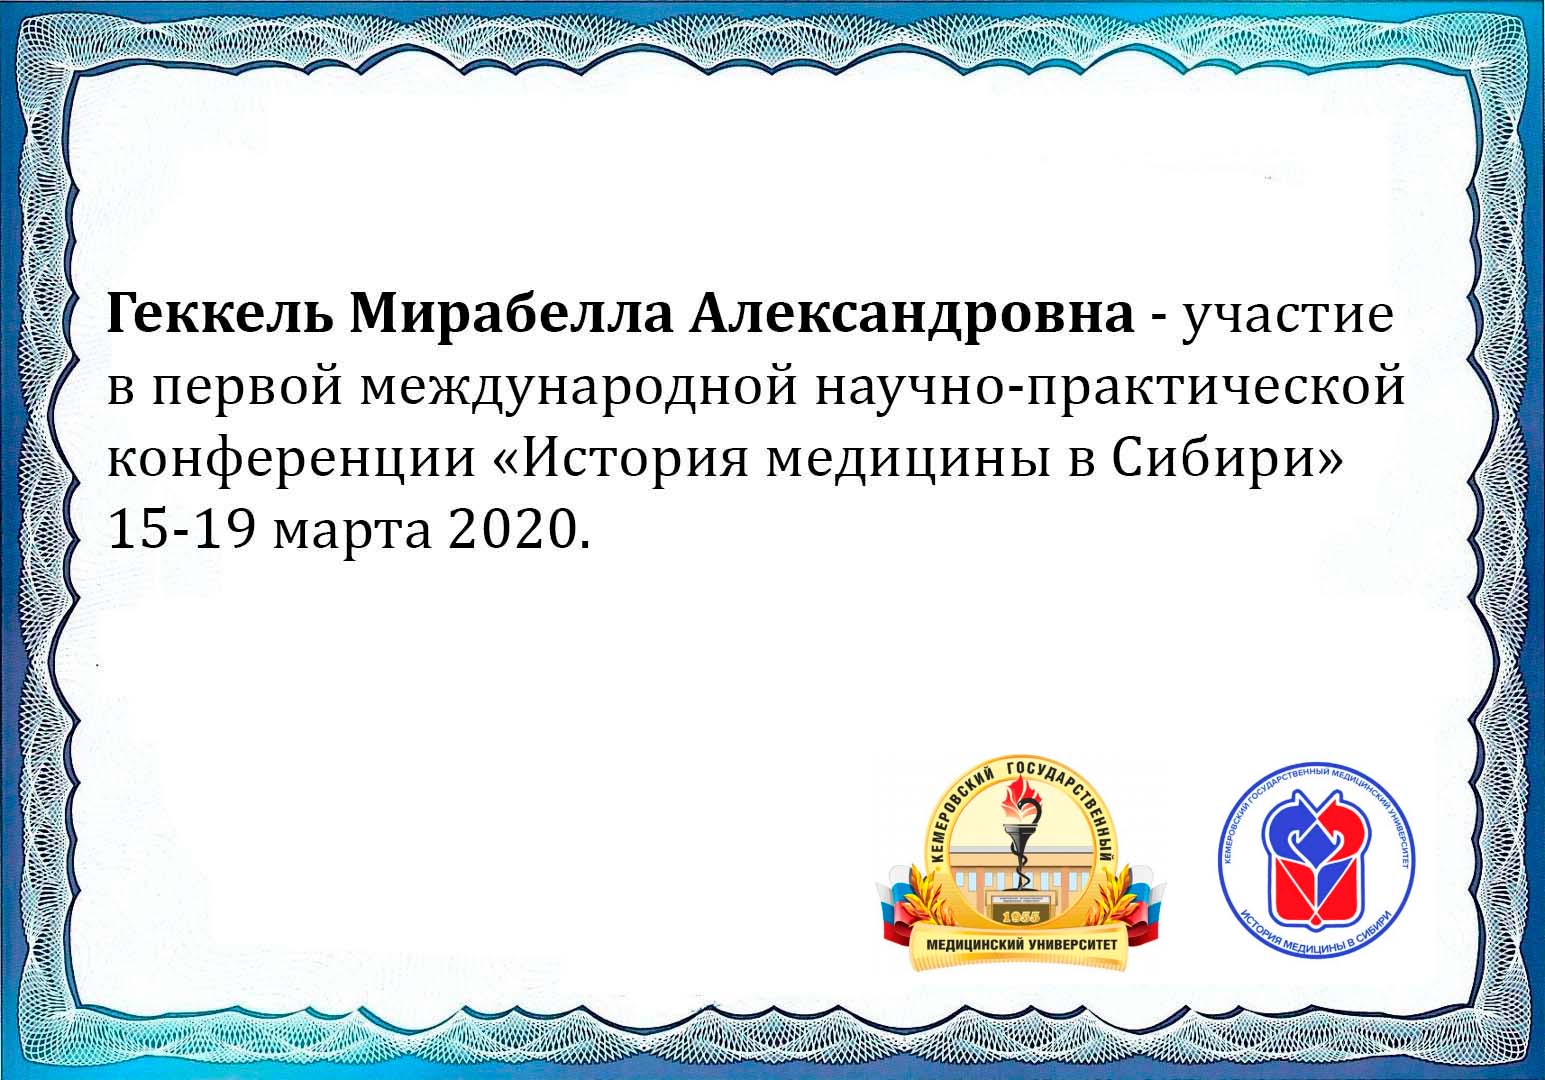 Геккель Мирабелла Александровна - участие
в первой международной научно-практической
конференции «История медицины в Сибири»
15-19 марта 2020.
КЕМЕРОВСКИЙ ГОСУДАРСТВЕННЫЙ
1955
МЕДИЦИНСКИЙ УНИВЕРСИТЕТ
КЕМЕРОВСКИЙ ГОСУДАРСТВЕННЫЙ МЕДИЦИНСКИЙ УНИВЕРСИТЕТ
ИСТОРИЯ МЕДИЦИНЫ В СИБИРИ